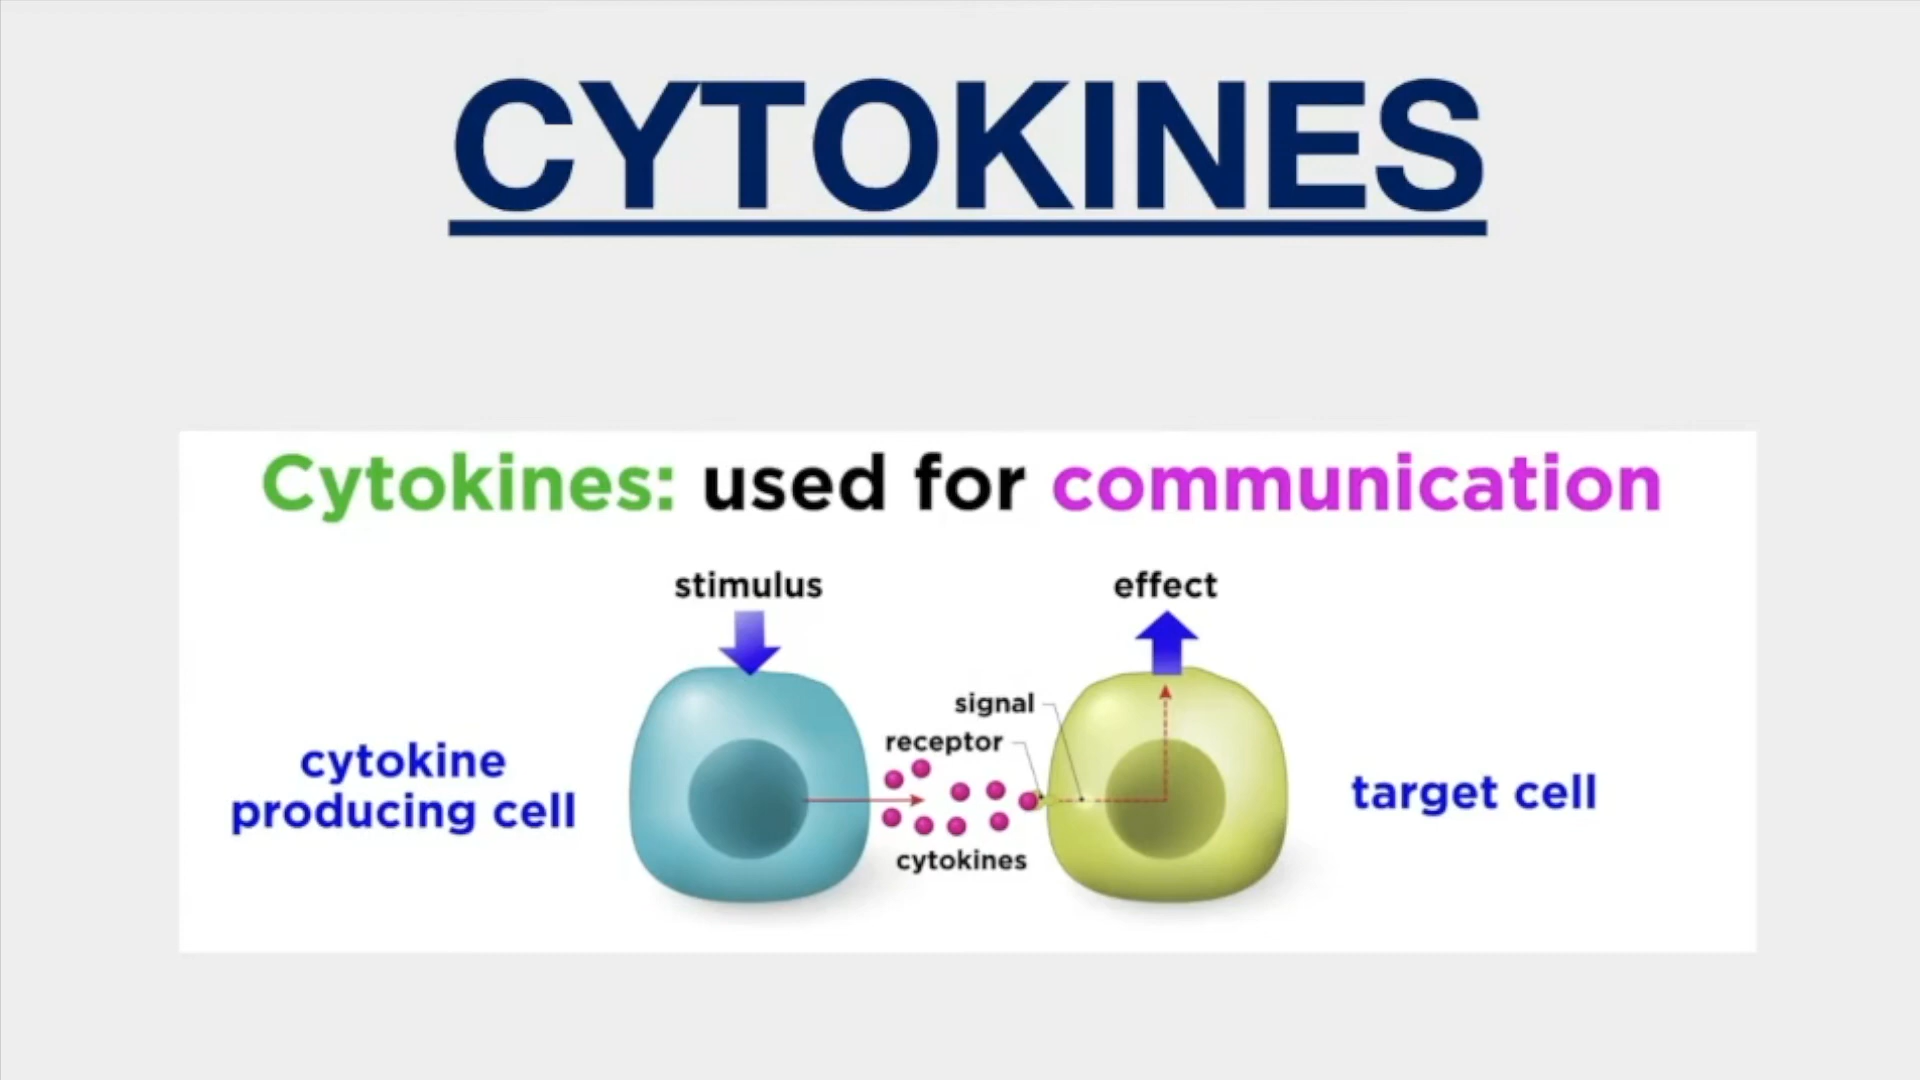 CYTOKINES
Cytokines: used for communication
stimulus
effect
signal
receptor
cytokine
producing cell
target cell
cytokines